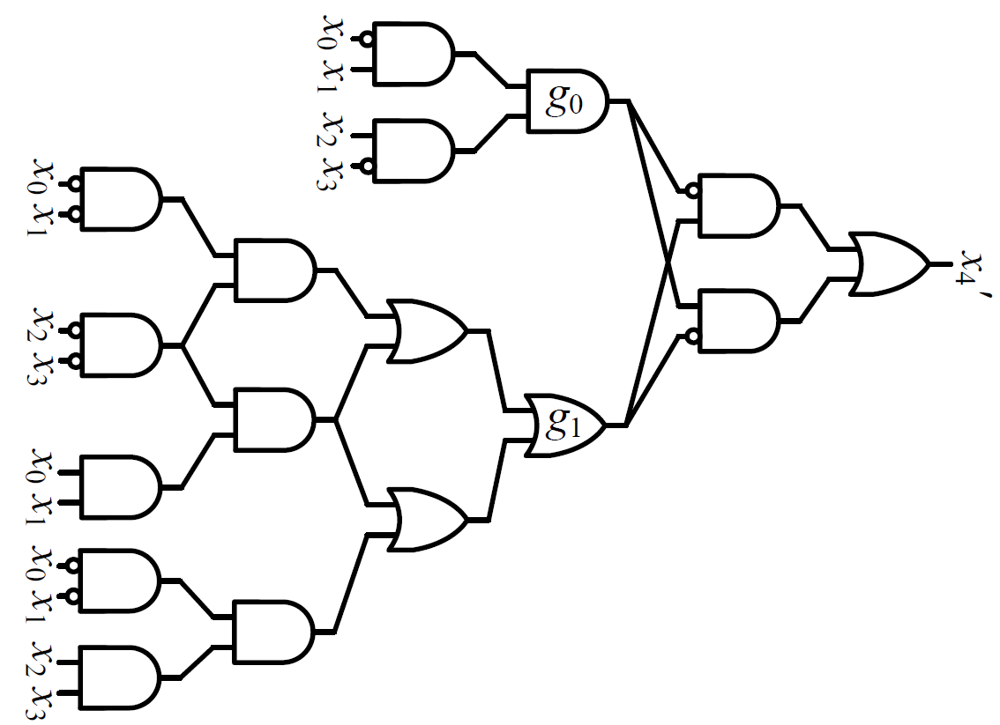 x₀ x₁
x₂ x₃
g₀
x₀ x₁
x₂ x₃
x₀ x₁
x₀ x₁
x₂ x₃
g₁
x₄′